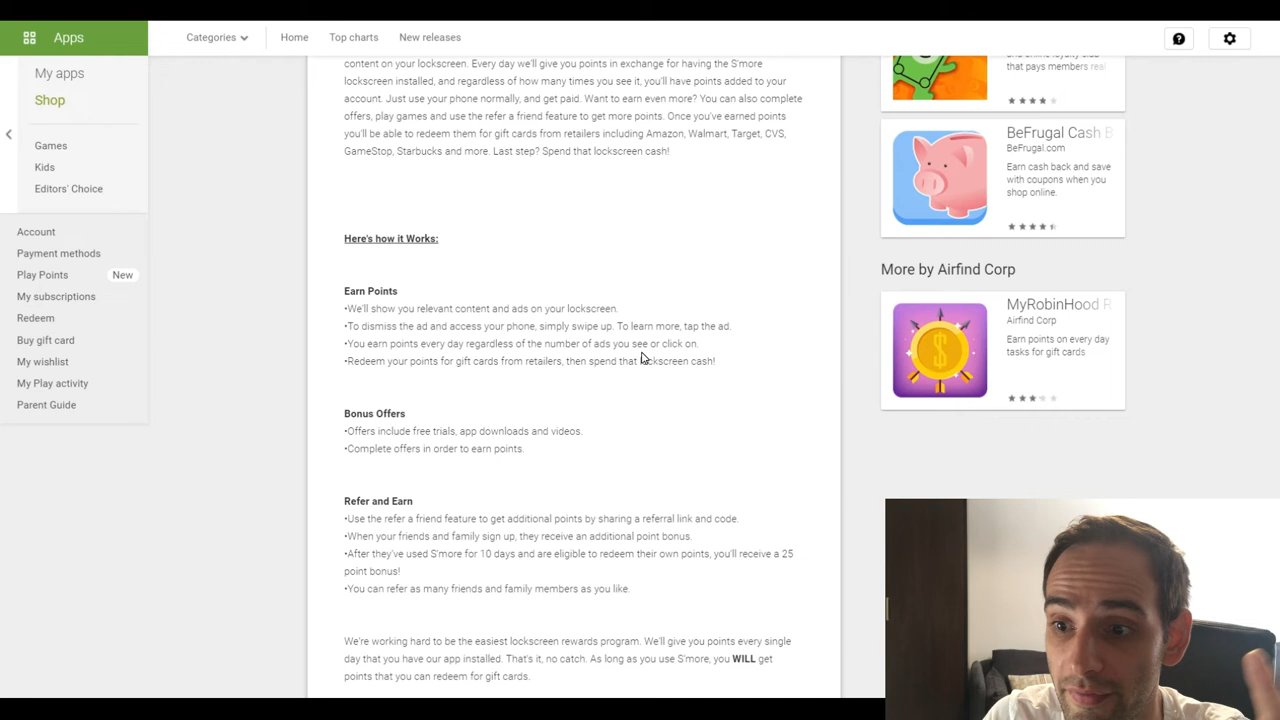 Apps
Categories
Home
Top charts
New releases
My apps
Shop
Games
Kids
Editors' Choice
Account
Payment methods
Play Points
New
My subscriptions
Redeem
Buy gift card
My wishlist
My Play activity
Parent Guide
content on your lockscreen. Every day we'll give you points in exchange for having the S'more
lockscreen installed, and regardless of how many times you see it, you'll have points added to your
account. Just use your phone normally, and get paid. Want to earn even more? You can also complete
offers, play games and use the refer a friend feature to get more points. Once you've earned points
you'll be able to redeem them for gift cards from retailers including Amazon, Walmart, Target, CVS,
GameStop, Starbucks and more. Last step? Spend that lockscreen cash!
Here's how it Works:
Earn Points
•We'll show you relevant content and ads on your lockscreen.
•To dismiss the ad and access your phone, simply swipe up. To learn more, tap the ad.
•You earn points every day regardless of the number of ads you see or click on.
•Redeem your points for gift cards from retailers, then spend that lockscreen cash!
Bonus Offers
•Offers include free trials, app downloads and videos.
•Complete offers in order to earn points.
Refer and Earn
•Use the refer a friend feature to get additional points by sharing a referral link and code.
•When your friends and family sign up, they receive an additional point bonus.
•After they've used S'more for 10 days and are eligible to redeem their own points, you'll receive a 25
point bonus!
•You can refer as many friends and family members as you like.
We're working hard to be the easiest lockscreen rewards program. We'll give you points every single
day that you have our app installed. That's it, no catch. As long as you use S'more, you WILL get
points that you can redeem for gift cards.
that pays members
BeFrugal Cash B
BeFrugal.com
Earn cash back and save
with coupons when you
shop online.
More by Airfind Corp
MyRobinHood R
Airfind Corp
Earn points on every day
tasks for gift cards